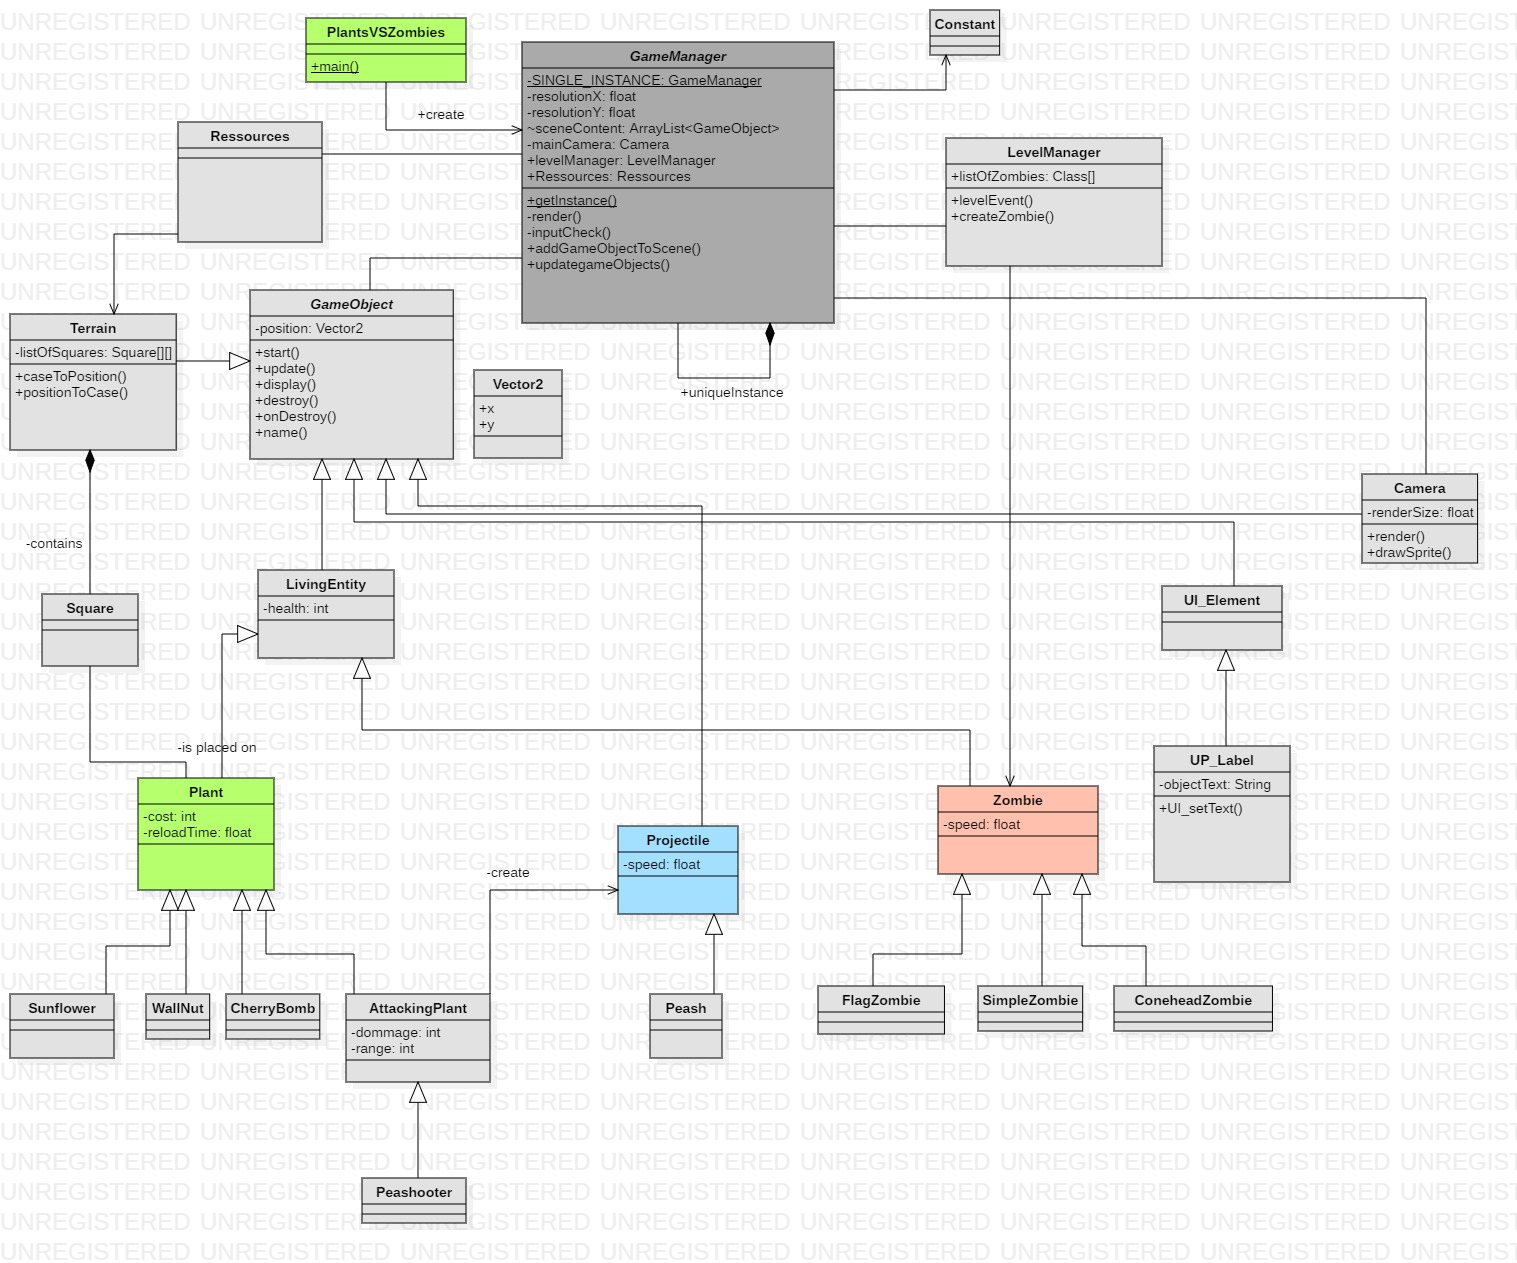 PlantsVSZombies
+main()
+create
GameManager
-SINGLE_INSTANCE: GameManager
-resolutionX: float
-resolutionY: float
~sceneContent: ArrayList<GameObject>
-mainCamera: Camera
+levelManager: LevelManager
+Ressources: Ressources
+getInstance()
-render()
-inputCheck()
+addGameObjectToScene()
+updategameObjects()
+uniqueInstance
Constant
Ressources
LevelManager
+listOfZombies: Class[]
+levelEvent()
+createZombie()
Terrain
-listOfSquares: Square[][]
+caseToPosition()
+positionToCase()
GameObject
-position: Vector2
+start()
+update()
+display()
+destroy()
+onDestroy()
+name()
Vector2
+x
+y
Camera
-renderSize: float
+render()
+drawSprite()
-contains
Square
LivingEntity
-health: int
UI_Element
-is placed on
Plant
-cost: int
-reloadTime: float
Projectile
-speed: float
-create
Zombie
-speed: float
UP_Label
-objectText: String
+UI_setText()
Sunflower
WallNut
CherryBomb
AttackingPlant
-dommage: int
-range: int
Peash
FlagZombie
SimpleZombie
ConeheadZombie
Peashooter
UNREGISTERED